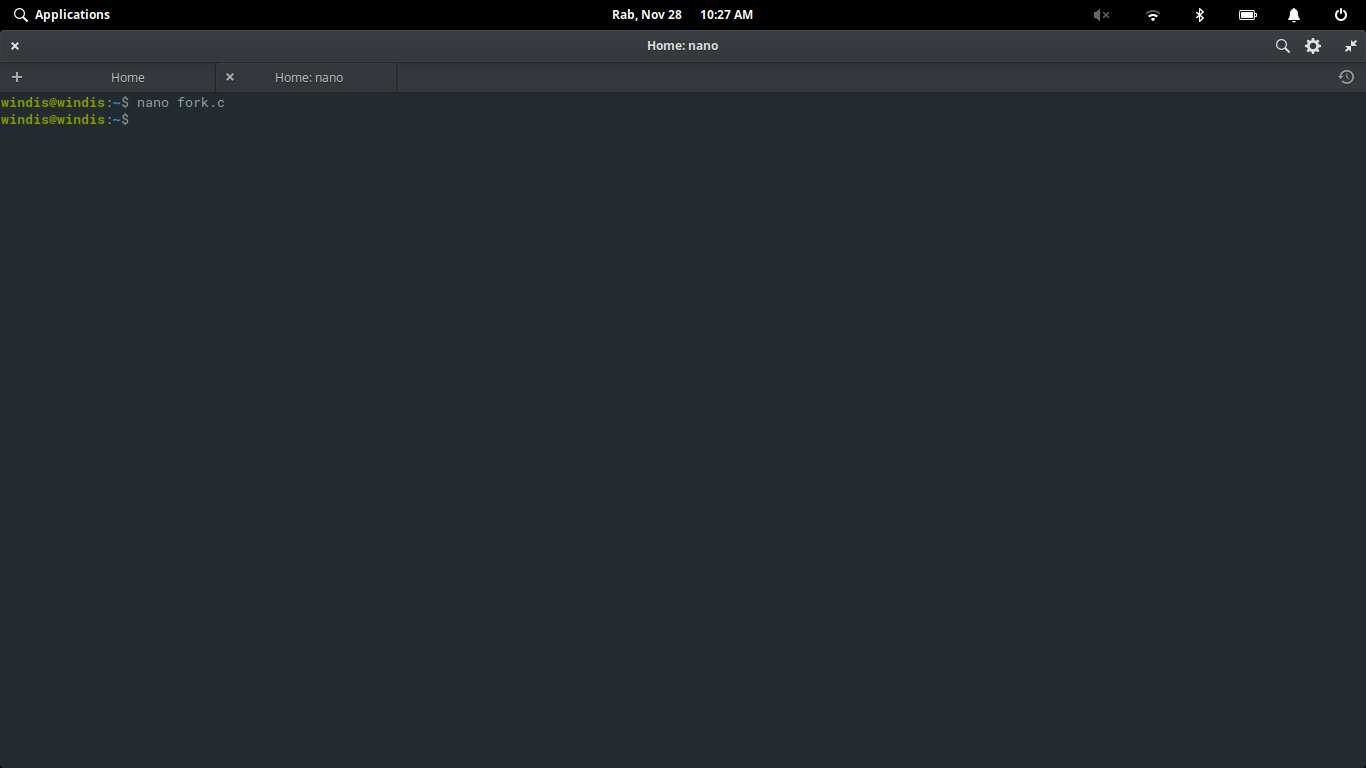 Applications Rab, Nov 28 10:27 AM
Home: nano
Home Home: nano
windis@windis:~$ nano fork.c
windis@windis:~$